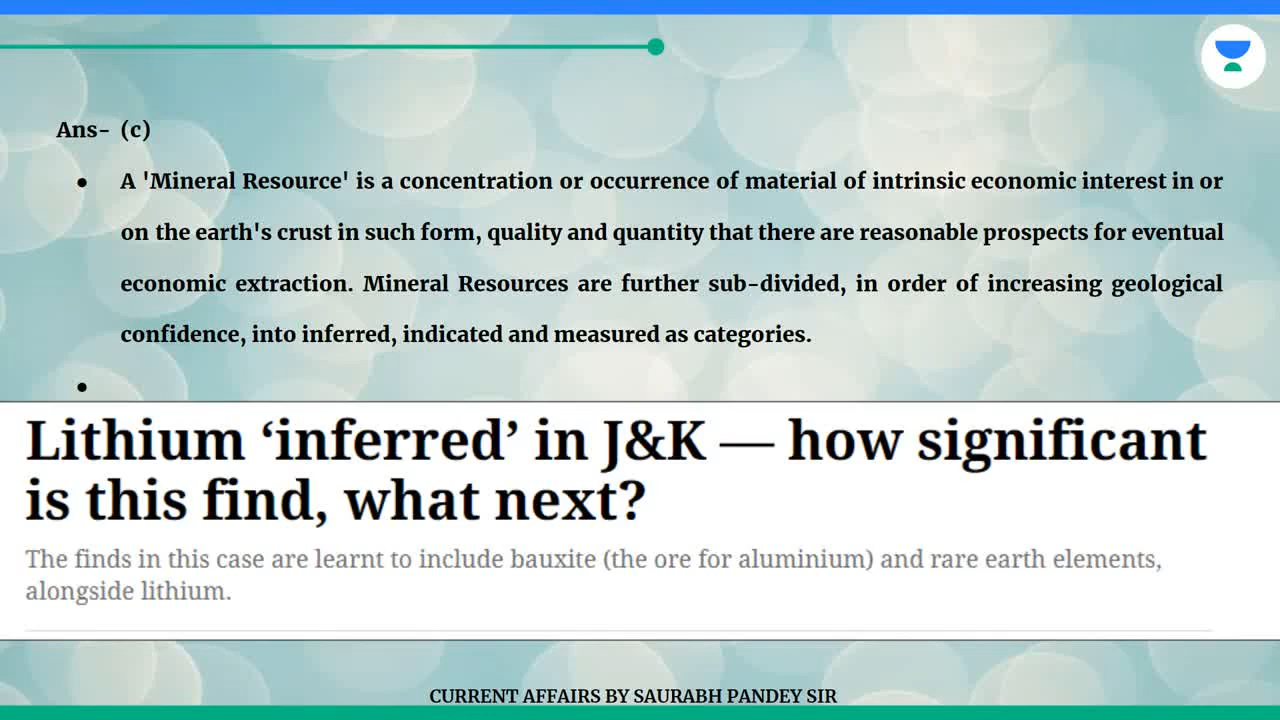 Ans- (c)
● A 'Mineral Resource' is a concentration or occurrence of material of intrinsic economic interest in or
on the earth's crust in such form, quality and quantity that there are reasonable prospects for eventual
economic extraction. Mineral Resources are further sub-divided, in order of increasing geological
confidence, into inferred, indicated and measured as categories.
●
Lithium ‘inferred’ in J&K — how significant
is this find, what next?
The finds in this case are learnt to include bauxite (the ore for aluminium) and rare earth elements,
alongside lithium.
CURRENT AFFAIRS BY SAURABH PANDEY SIR